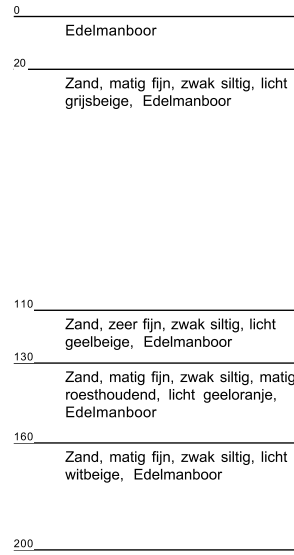 0
Edelmanboor
20
Zand, matig fijn, zwak siltig, licht
grijsbeige, Edelmanboor
110
Zand, zeer fijn, zwak siltig, licht
geelbeige, Edelmanboor
130
Zand, matig fijn, zwak siltig, matig
roesthoudend, licht geeloranje,
Edelmanboor
160
Zand, matig fijn, zwak siltig, licht
witbeige, Edelmanboor
200